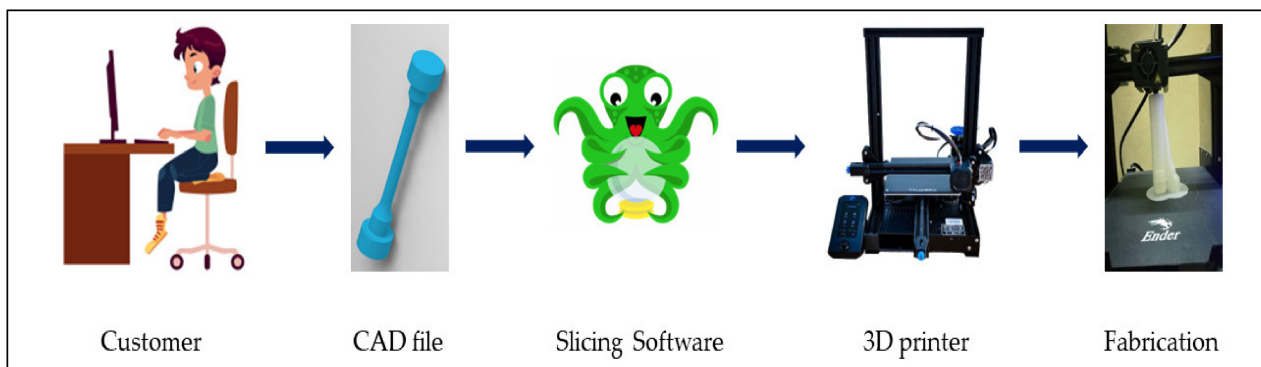 Ender
Customer
CAD file
Slicing Software
3D printer
Fabrication